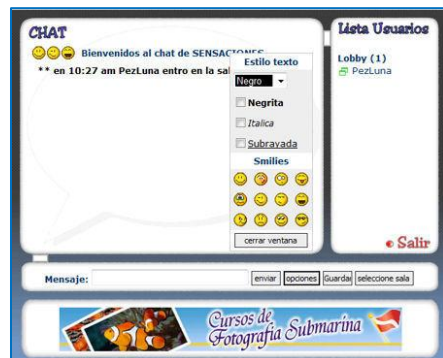 CHAT
Bienvenidos al chat de SENSACIONES
** en 10:27 am PezLuna entro en la sal
Estilo texto
Negro
Negrita
Italica
Subrayada
Smilies
cerrar ventana
Lista Usuarios
Lobby (1)
PezLuna
Salir
Mensaje:
enviar
opciones
Guardar
seleccione sala
Cursos de
Fotografia Submarina